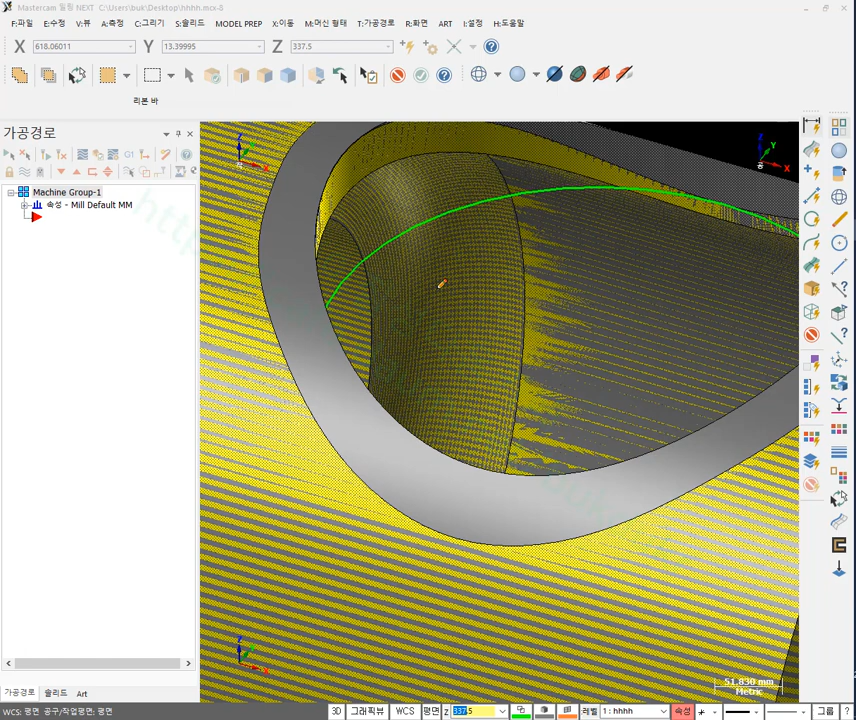 Mastercam 밀링 NEXT C:\Users\buk\Desktop\hhhh.mcx-8
F:파일 E:수정 V:뷰 A:측정 C:그리기 S:솔리드 MODEL PREP X:이동 M:머신 형태 T:가공경로 R:화면 ART I:설정 H:도움말
X 618.06011 Y 13.39995 Z 337.5
리본 바
가공경로
G1
Machine Group-1
속성 - Mill Default MM
Z
X
Y
X
Z
X
51.830 mm
Metric
가공경로 솔리드 Art
WCS: 평면 공구/작업평면: 평면
3D 그래픽뷰 WCS 평면 Z 337.5 레벨 1 : hhhh 속성 그룹 ?